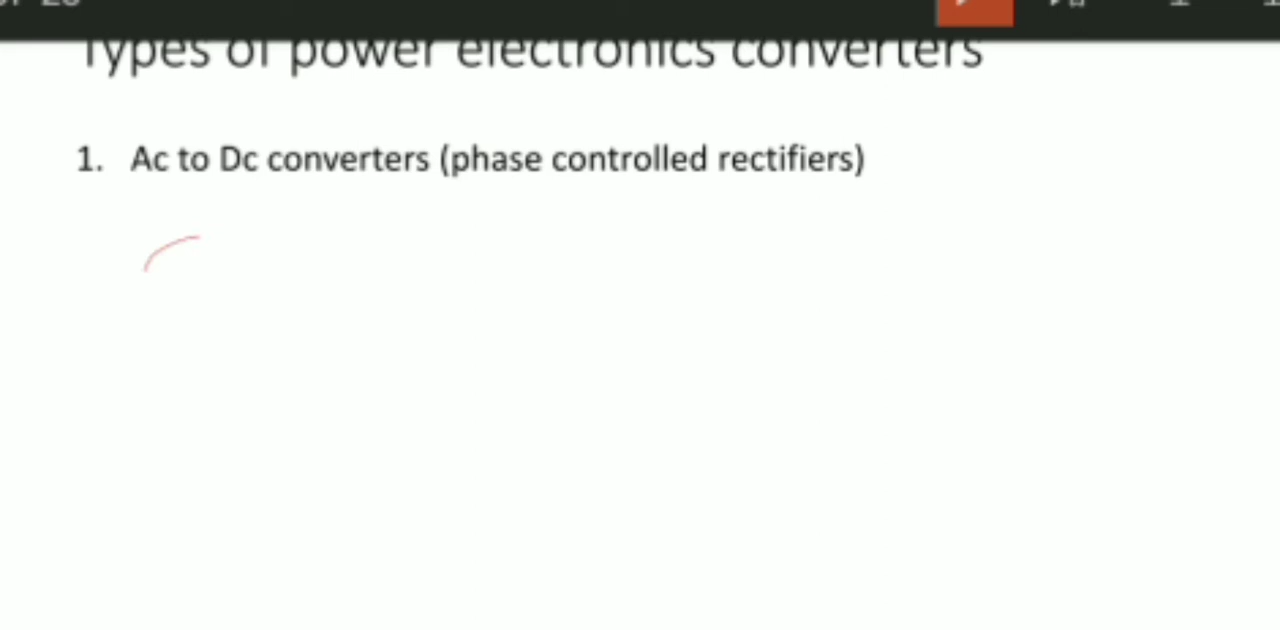 Types of power electronics converters
1. Ac to Dc converters (phase controlled rectifiers)